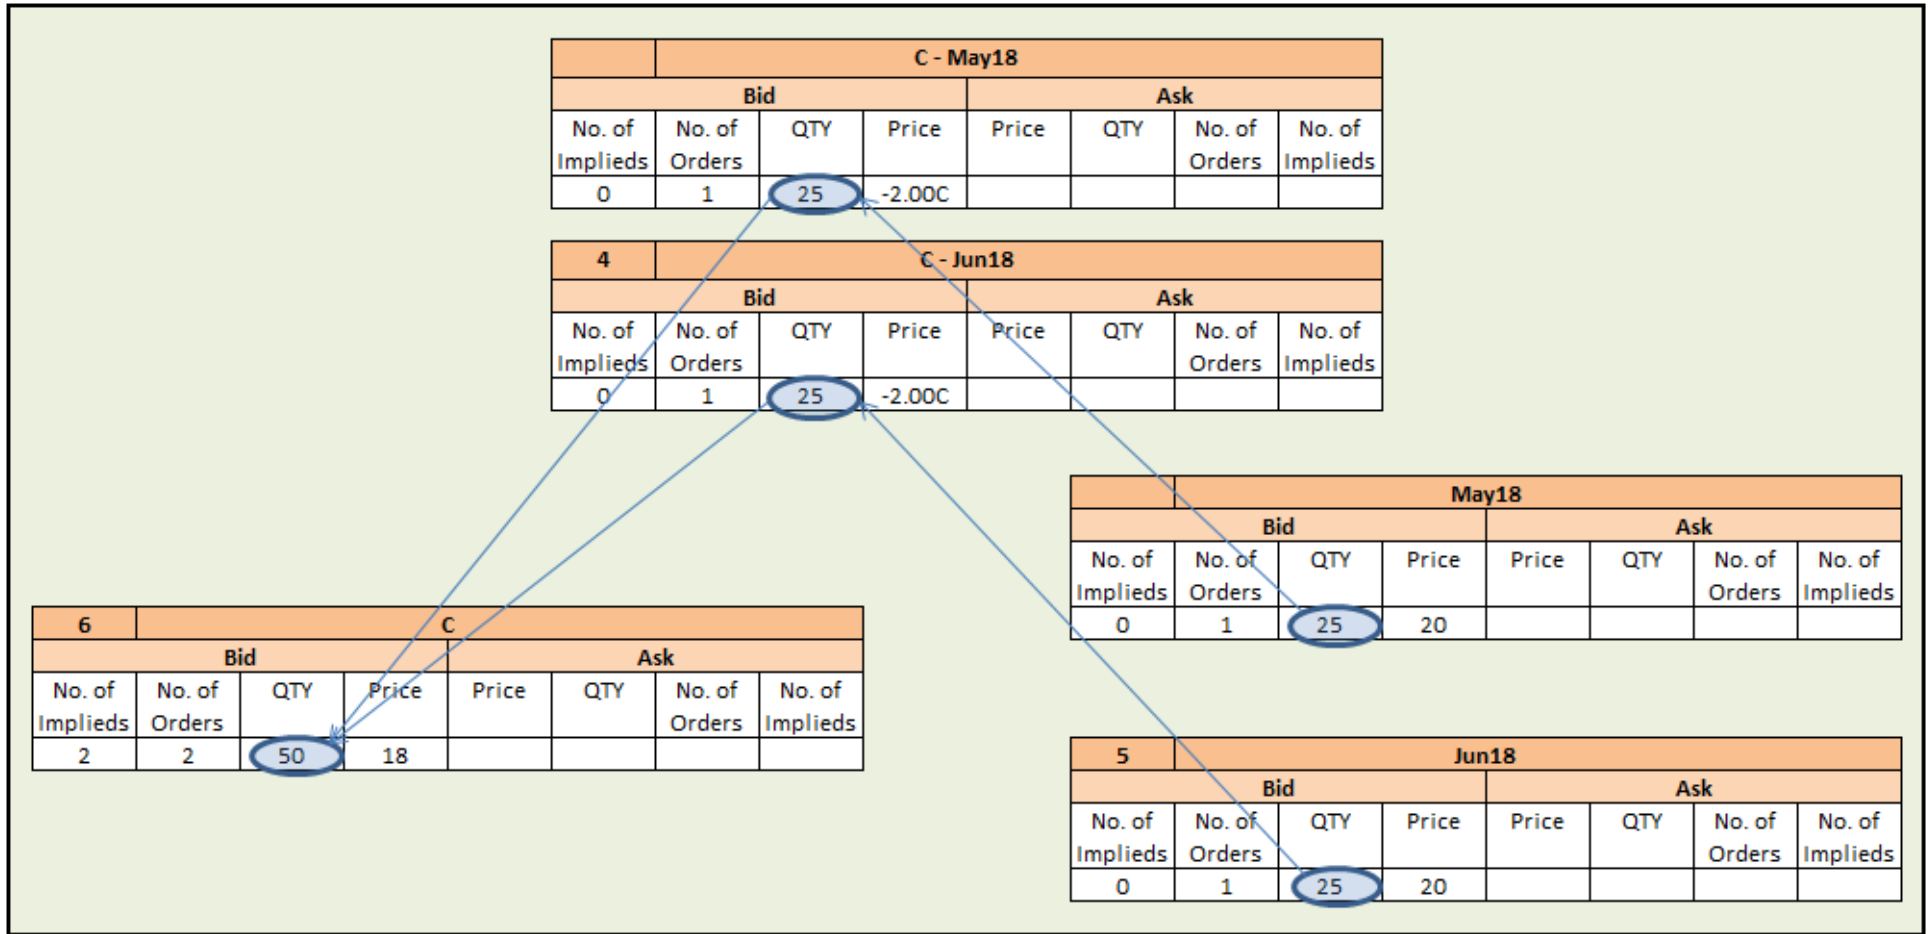 C - May18
Bid Ask
No. of No. of QTY Price Price QTY No. of No. of
Implieds Orders Orders Implieds
0 1 25 -2.00C
4 C - Jun18
Bid Ask
No. of No. of QTY Price Price QTY No. of No. of
Implieds Orders Orders Implieds
0 1 25 -2.00C
May18
Bid Ask
No. of No. of QTY Price Price QTY No. of No. of
Implieds Orders Orders Implieds
0 1 25 20
6 C
Bid Ask
No. of No. of QTY Price Price QTY No. of No. of
Implieds Orders Orders Implieds
2 2 50 18
5 Jun18
Bid Ask
No. of No. of QTY Price Price QTY No. of No. of
Implieds Orders Orders Implieds
0 1 25 20